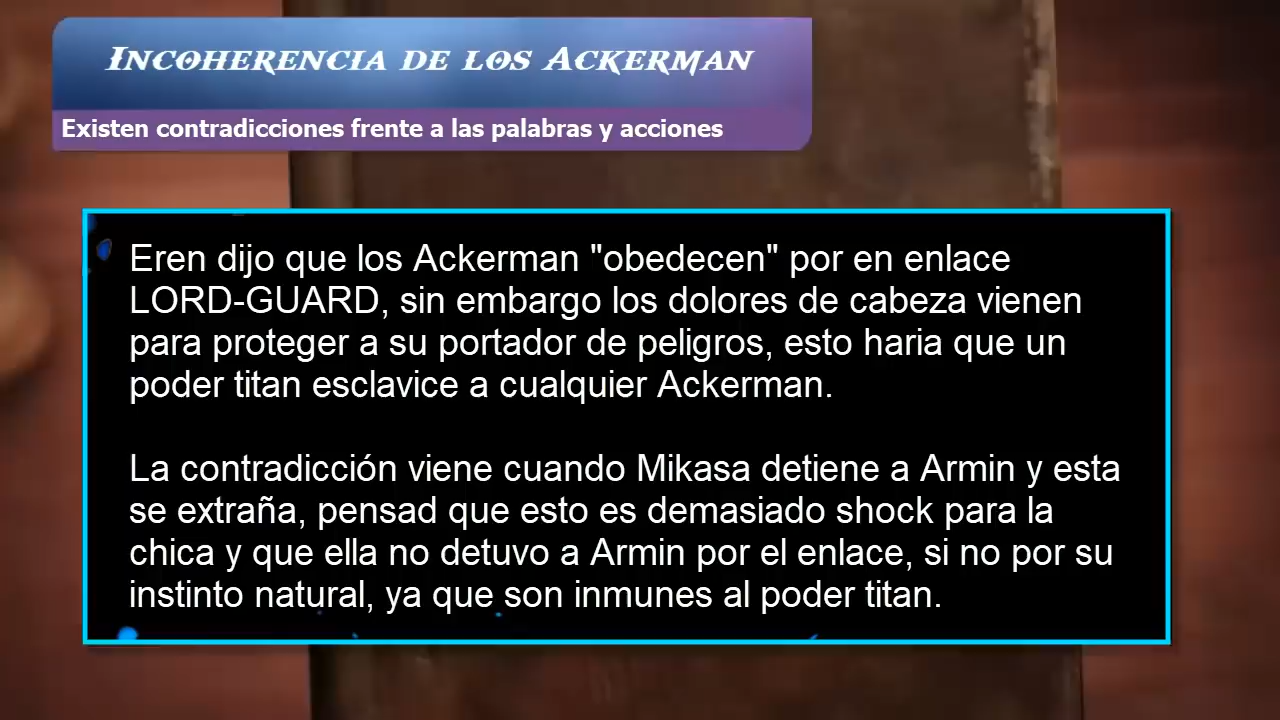 INCOHERENCIA DE LOS ACKERMAN
Existen contradicciones frente a las palabras y acciones
Eren dijo que los Ackerman "obedecen" por en enlace
LORD-GUARD, sin embargo los dolores de cabeza vienen
para proteger a su portador de peligros, esto haria que un
poder titan esclavice a cualquier Ackerman.
La contradicción viene cuando Mikasa detiene a Armin y esta
se extraña, pensad que esto es demasiado shock para la
chica y que ella no detuvo a Armin por el enlace, si no por su
instinto natural, ya que son inmunes al poder titan.